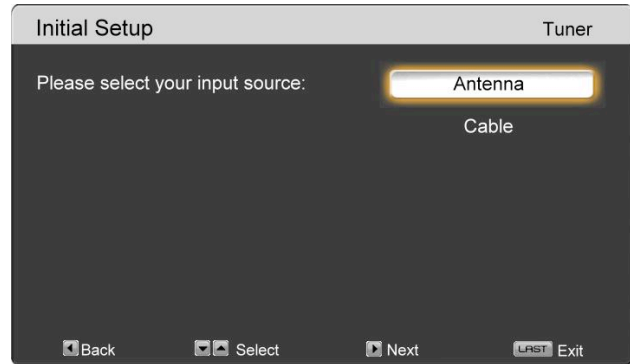 Initial Setup Tuner
Please select your input source: Antenna
Cable
Back Select Next LAST Exit